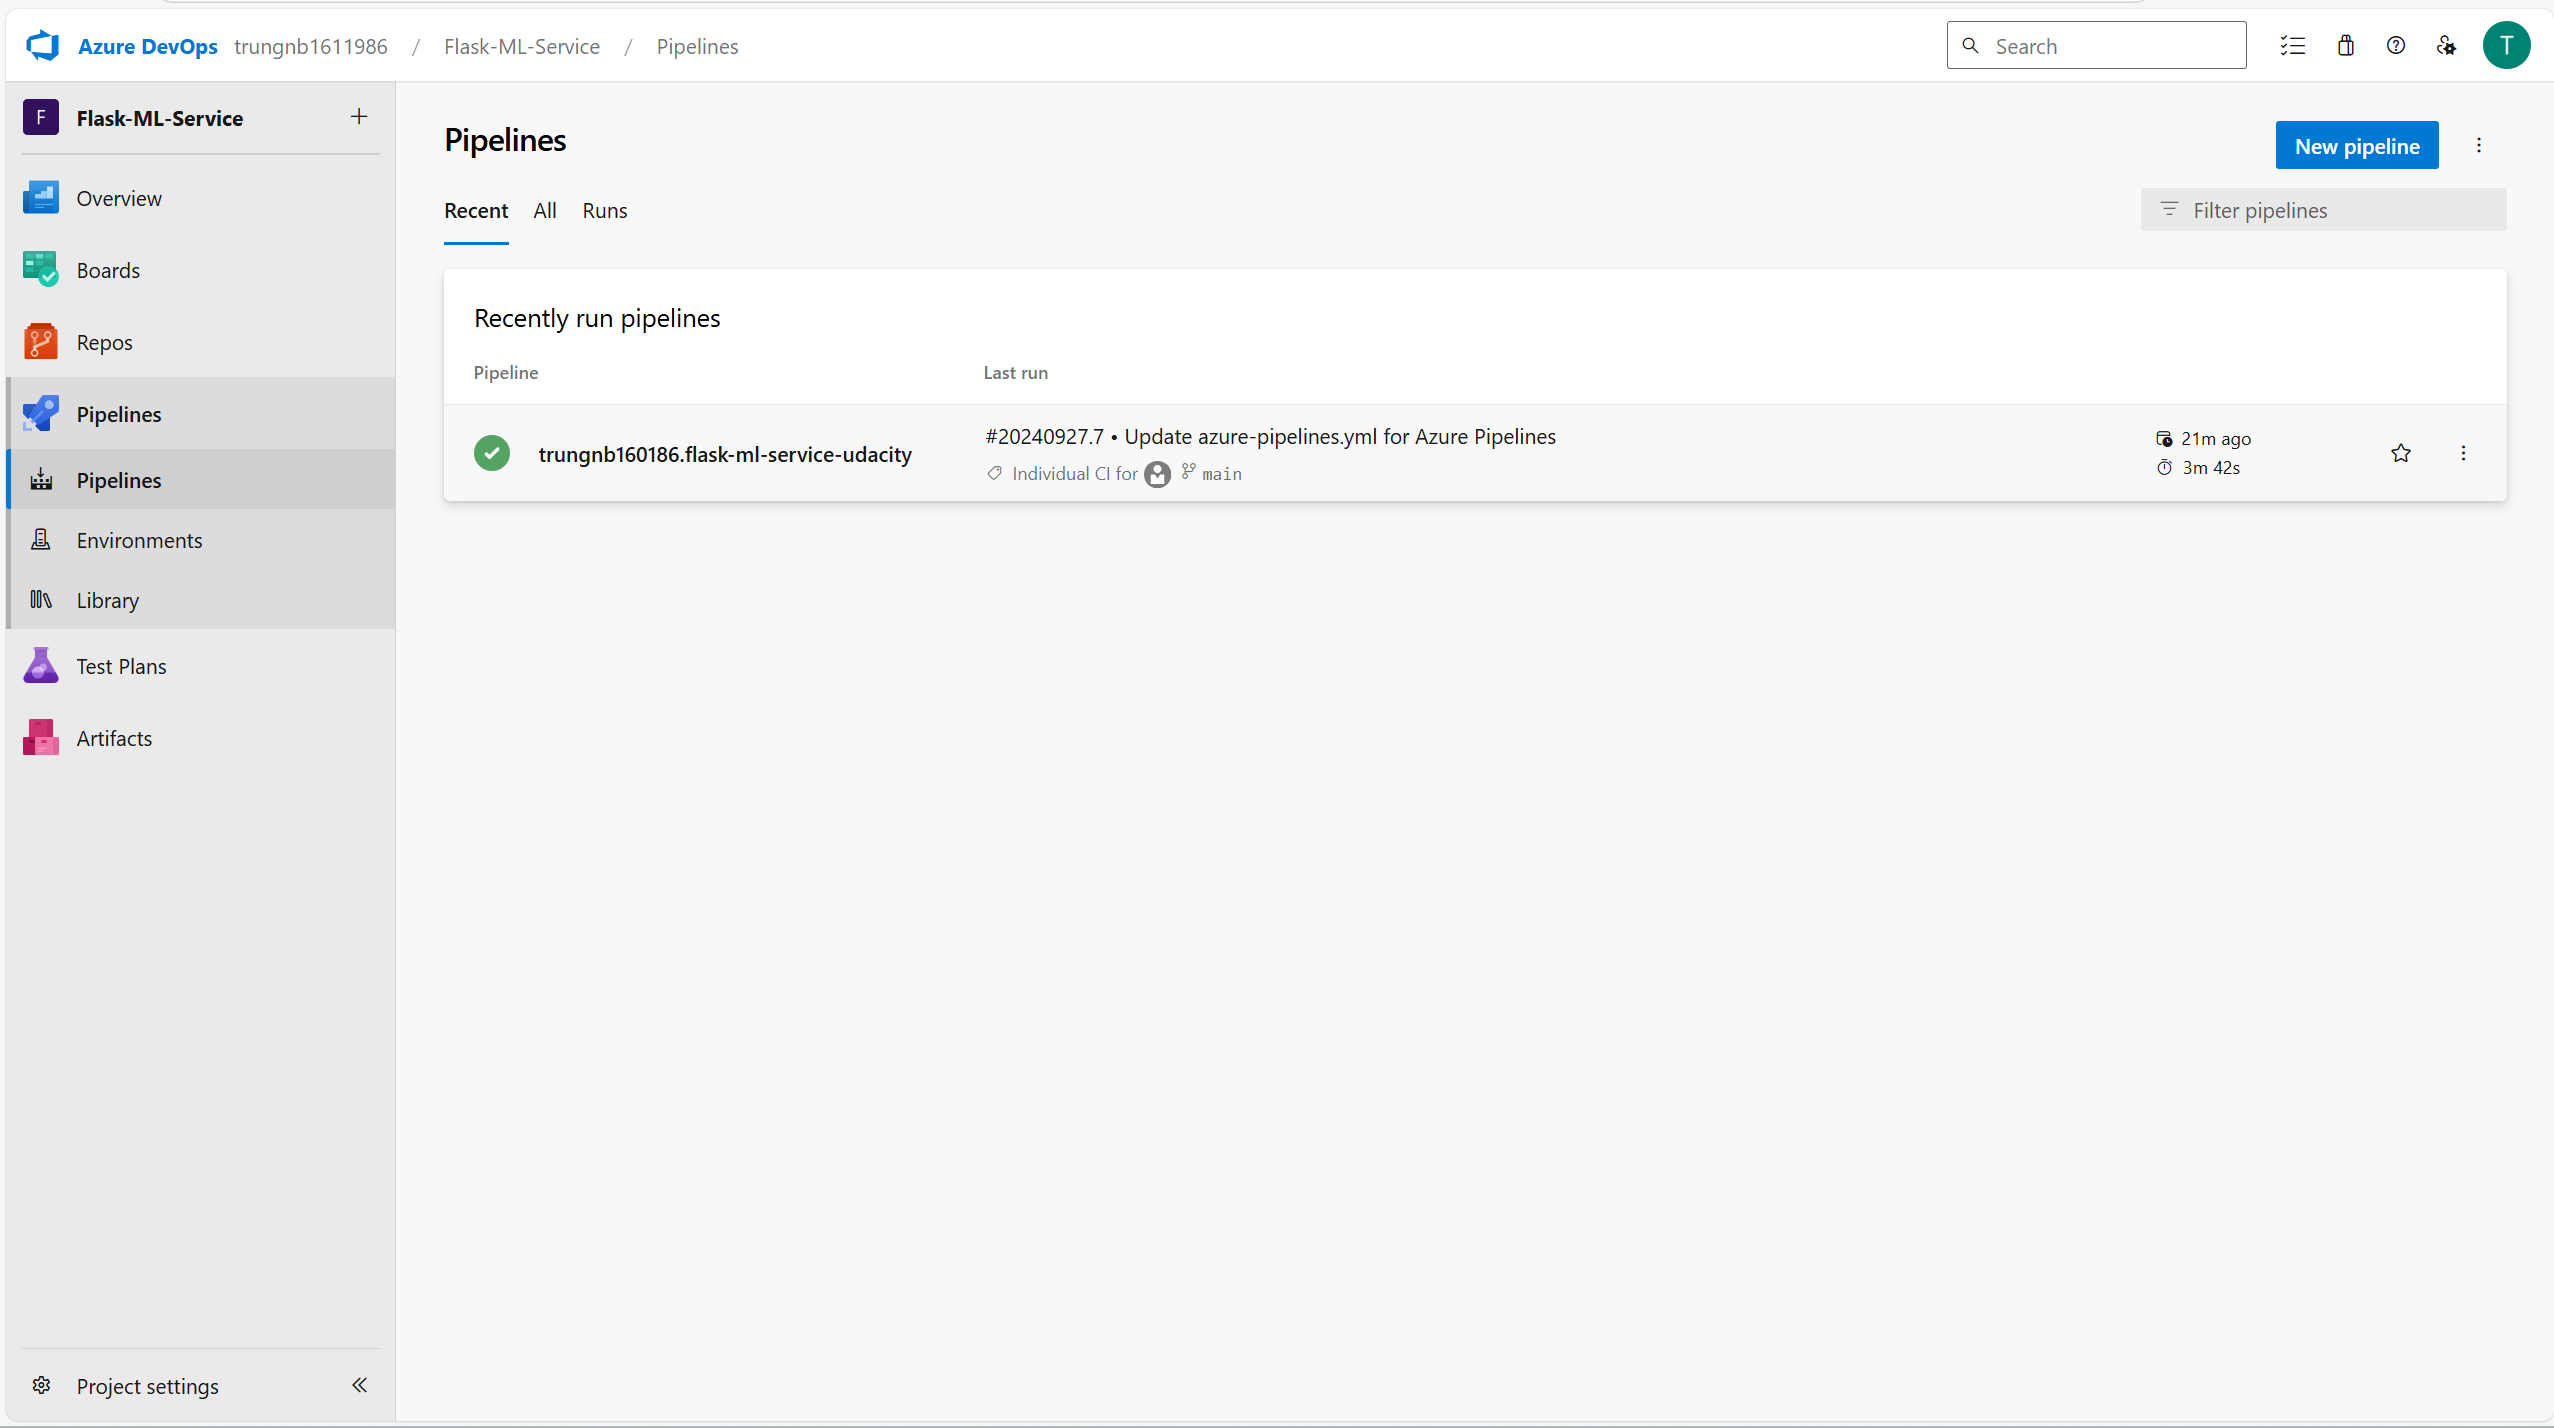 Azure DevOps trungnb1611986 / Flask-ML-Service / Pipelines
Search
T
F Flask-ML-Service
Overview
Boards
Repos
Pipelines
Pipelines
Environments
Library
Test Plans
Artifacts
Project settings
Pipelines
New pipeline
Recent All Runs
Filter pipelines
Recently run pipelines
Pipeline Last run
trungnb160186.flask-ml-service-udacity
#20240927.7 • Update azure-pipelines.yml for Azure Pipelines
Individual CI for main
21m ago
3m 42s